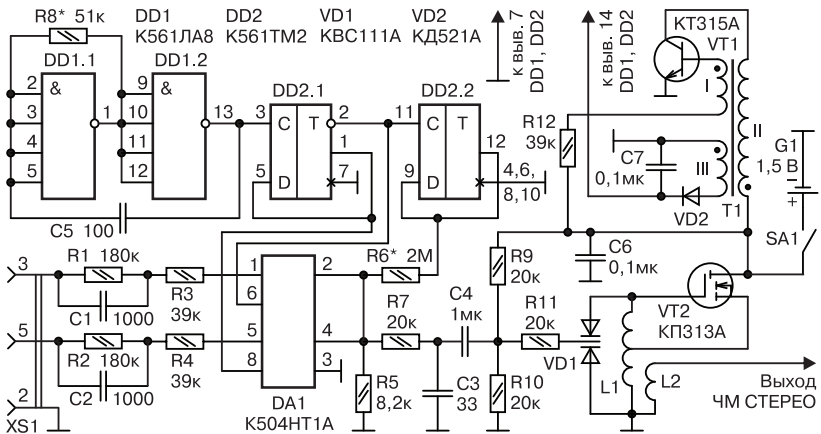 R8* 51к
DD1 DD2 VD1 VD2
К561ЛА8 К561ТМ2 КВС111А КД521А
к выв. 7
DD1, DD2
к выв. 14
DD1, DD2
КТ315А
VT1
DD1.1 DD1.2
2 & 9 &
3 1 10 13
4 11
5 12
C5 100
DD2.1 DD2.2
3 C T 2 11 C T 12
1
7 4,6,
5 D 9 D 8,10
R12
39к
C7
0,1мк
I
II
III
VD2
T1
G1
1,5 В
−
+
SA1
3 R1 180к
C1 1000
R3
39к
5 R2 180к
C2 1000
R4
39к
2
XS1
1 2
6
5 4
8 3
DA1
К504НТ1А
R6* 2М
R7
20к
R5
8,2к
C3
33
C4
1мк
R9
20к
R10
20к
C6
0,1мк
R11
20к
VD1
L1 L2
VT2
КП313А
Выход
ЧМ СТЕРЕО